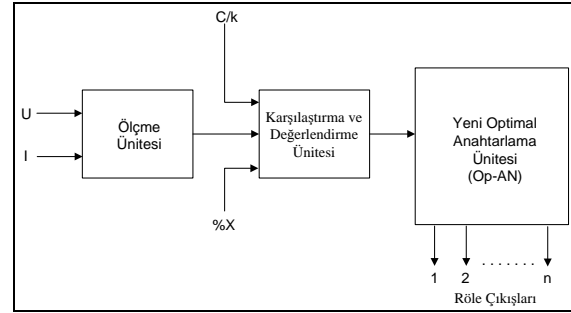 C/k
U
I
Ölçme
Ünitesi
Karşılaştırma ve
Değerlendirme
Ünitesi
%X
Yeni Optimal
Anahtarlama
Ünitesi
(Op-AN)
1 2 . . . . . . . n
Röle Çıkışları